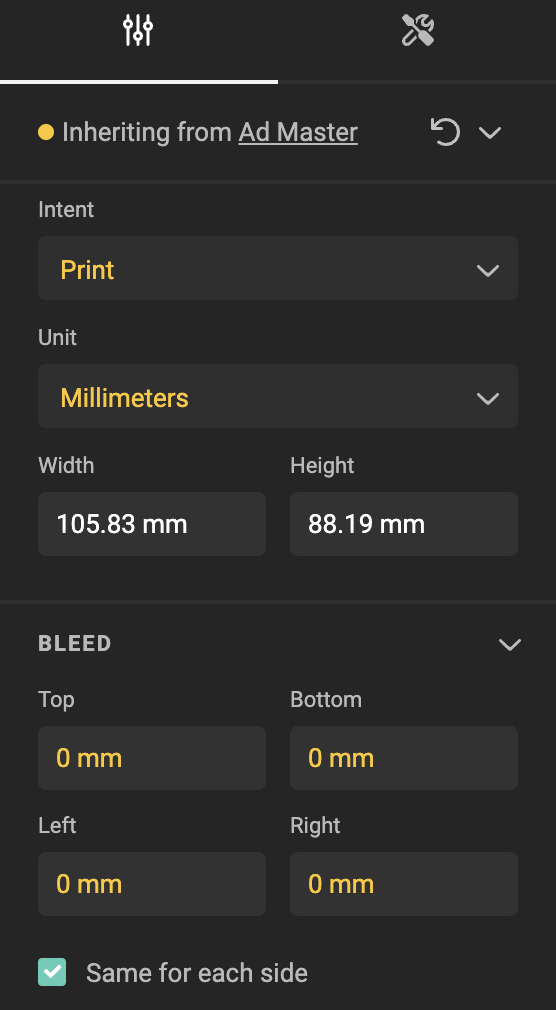 Inheriting from Ad Master
Intent
Print
Unit
Millimeters
Width Height
105.83 mm 88.19 mm
BLEED
Top Bottom
0 mm 0 mm
Left Right
0 mm 0 mm
Same for each side